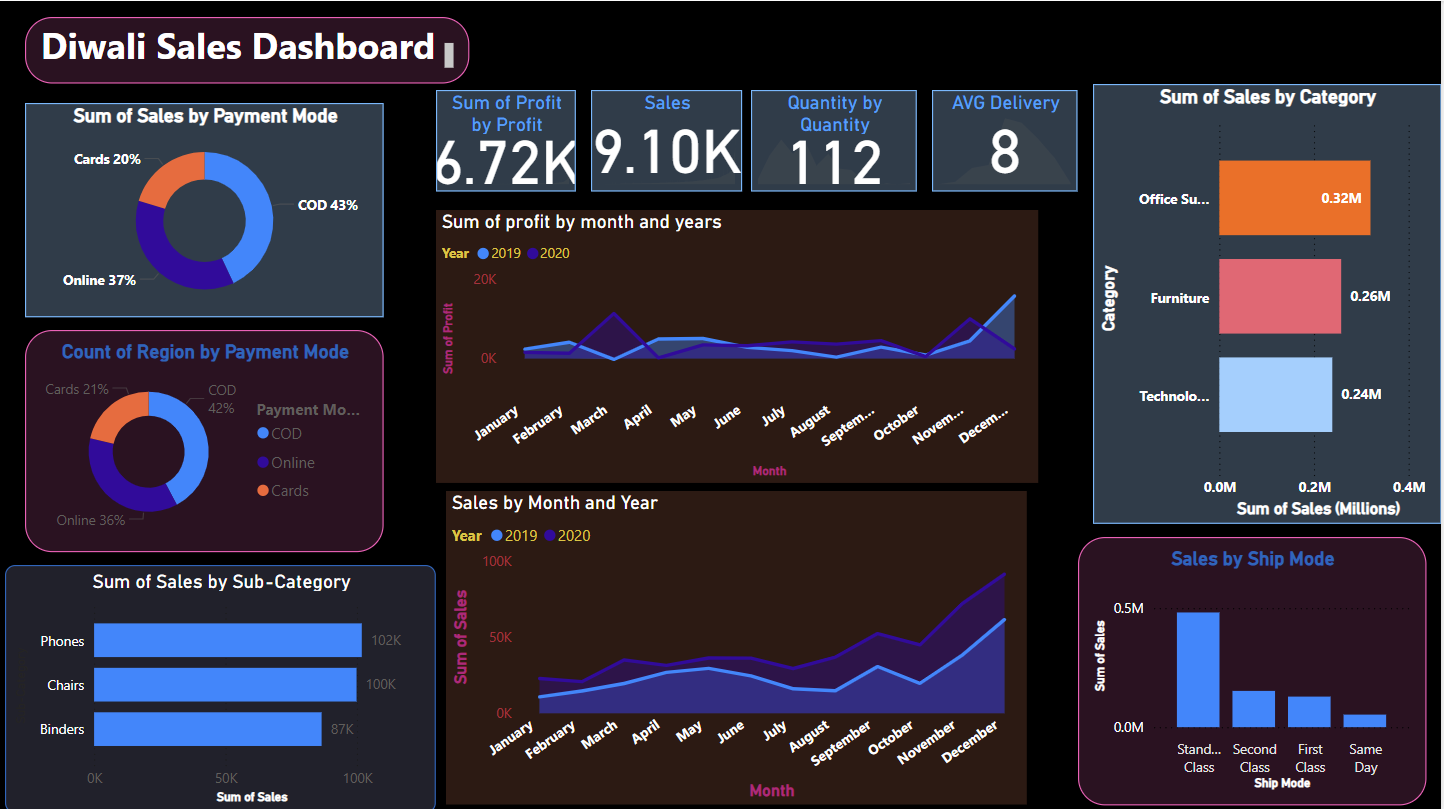 Diwali Sales Dashboard
Sum of Sales by Payment Mode
Cards 20%
COD 43%
Online 37%
Count of Region by Payment Mode
Cards 21%
COD
42%
Online 36%
Payment Mo...
COD
Online
Cards
Sum of Sales by Sub-Category
Phones
102K
Chairs
100K
Binders
87K
0K
50K
100K
Sum of Sales
Sum of Profit
by Profit
6.72K
Sales
9.10K
Quantity by
Quantity
112
AVG Delivery
8
Sum of profit by month and years
Year 2019 2020
Sum of Profit
20K
0K
January
February
March
April
May
June
July
August
Septem...
October
Novem...
Decem...
Month
Sales by Month and Year
Year 2019 2020
Sum of Sales
100K
50K
0K
January
February
March
April
May
June
July
August
September
October
November
December
Month
Sum of Sales by Category
Category
Office Su...
0.32M
Furniture
0.26M
Technolo...
0.24M
0.0M
0.2M
0.4M
Sum of Sales (Millions)
Sales by Ship Mode
Sum of Sales
0.5M
0.0M
Stand...
Class
Second
Class
First
Class
Same
Day
Ship Mode